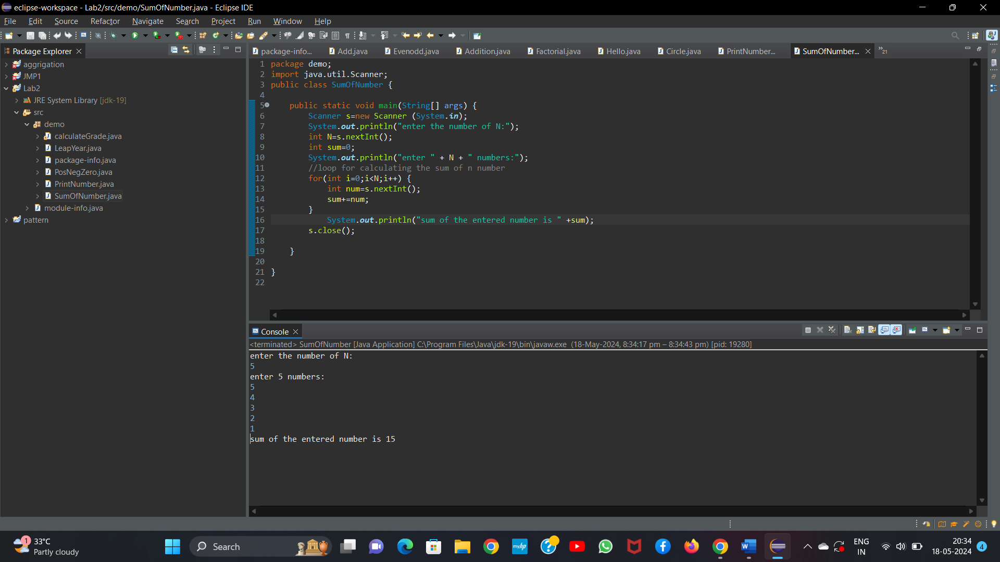 eclipse-workspace - Lab2/src/demo/SumOfNumber.java - Eclipse IDE
File Edit Source Refactor Navigate Search Project Run Window Help
Package Explorer
aggrigation
JMP1
Lab2
JRE System Library [jdk-19]
src
demo
calculateGrade.java
LeapYear.java
package-info.java
PosNegZero.java
PrintNumber.java
SumOfNumber.java
module-info.java
pattern
package-info... Add.java Evenodd.java Addition.java Factorial.java Hello.java Circle.java PrintNumber... SumOfNumber... 21
1 package demo;
2 import java.util.Scanner;
3 public class SumOfNumber {
4
5 public static void main(String[] args) {
6 Scanner s=new Scanner (System.in);
7 System.out.println("enter the number of N:");
8 int N=s.nextInt();
9 int sum=0;
10 System.out.println("enter " + N + " numbers:");
11 //loop for calculating the sum of n number
12 for(int i=0;i<N;i++) {
13 int num=s.nextInt();
14 sum+=num;
15 }
16 System.out.println("sum of the entered number is " +sum);
17 s.close();
18
19 }
20
21 }
22
Console
<terminated> SumOfNumber [Java Application] C:\Program Files\Java\jdk-19\bin\javaw.exe (18-May-2024, 8:34:17 pm – 8:34:43 pm) [pid: 19280]
enter the number of N:
5
enter 5 numbers:
5
4
3
2
1
sum of the entered number is 15
1
33°C
Partly cloudy
Search
myhp
ENG
IN
20:34
18-05-2024
4